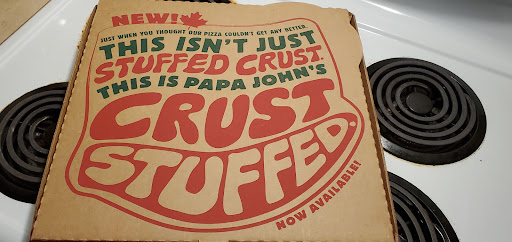 NEW!
JUST WHEN YOU THOUGHT OUR PIZZA COULDN'T GET ANY BETTER.
THIS ISN'T JUST
STUFFED CRUST.
THIS IS PAPA JOHN'S
CRUST
STUFFED.
NOW AVAILABLE!